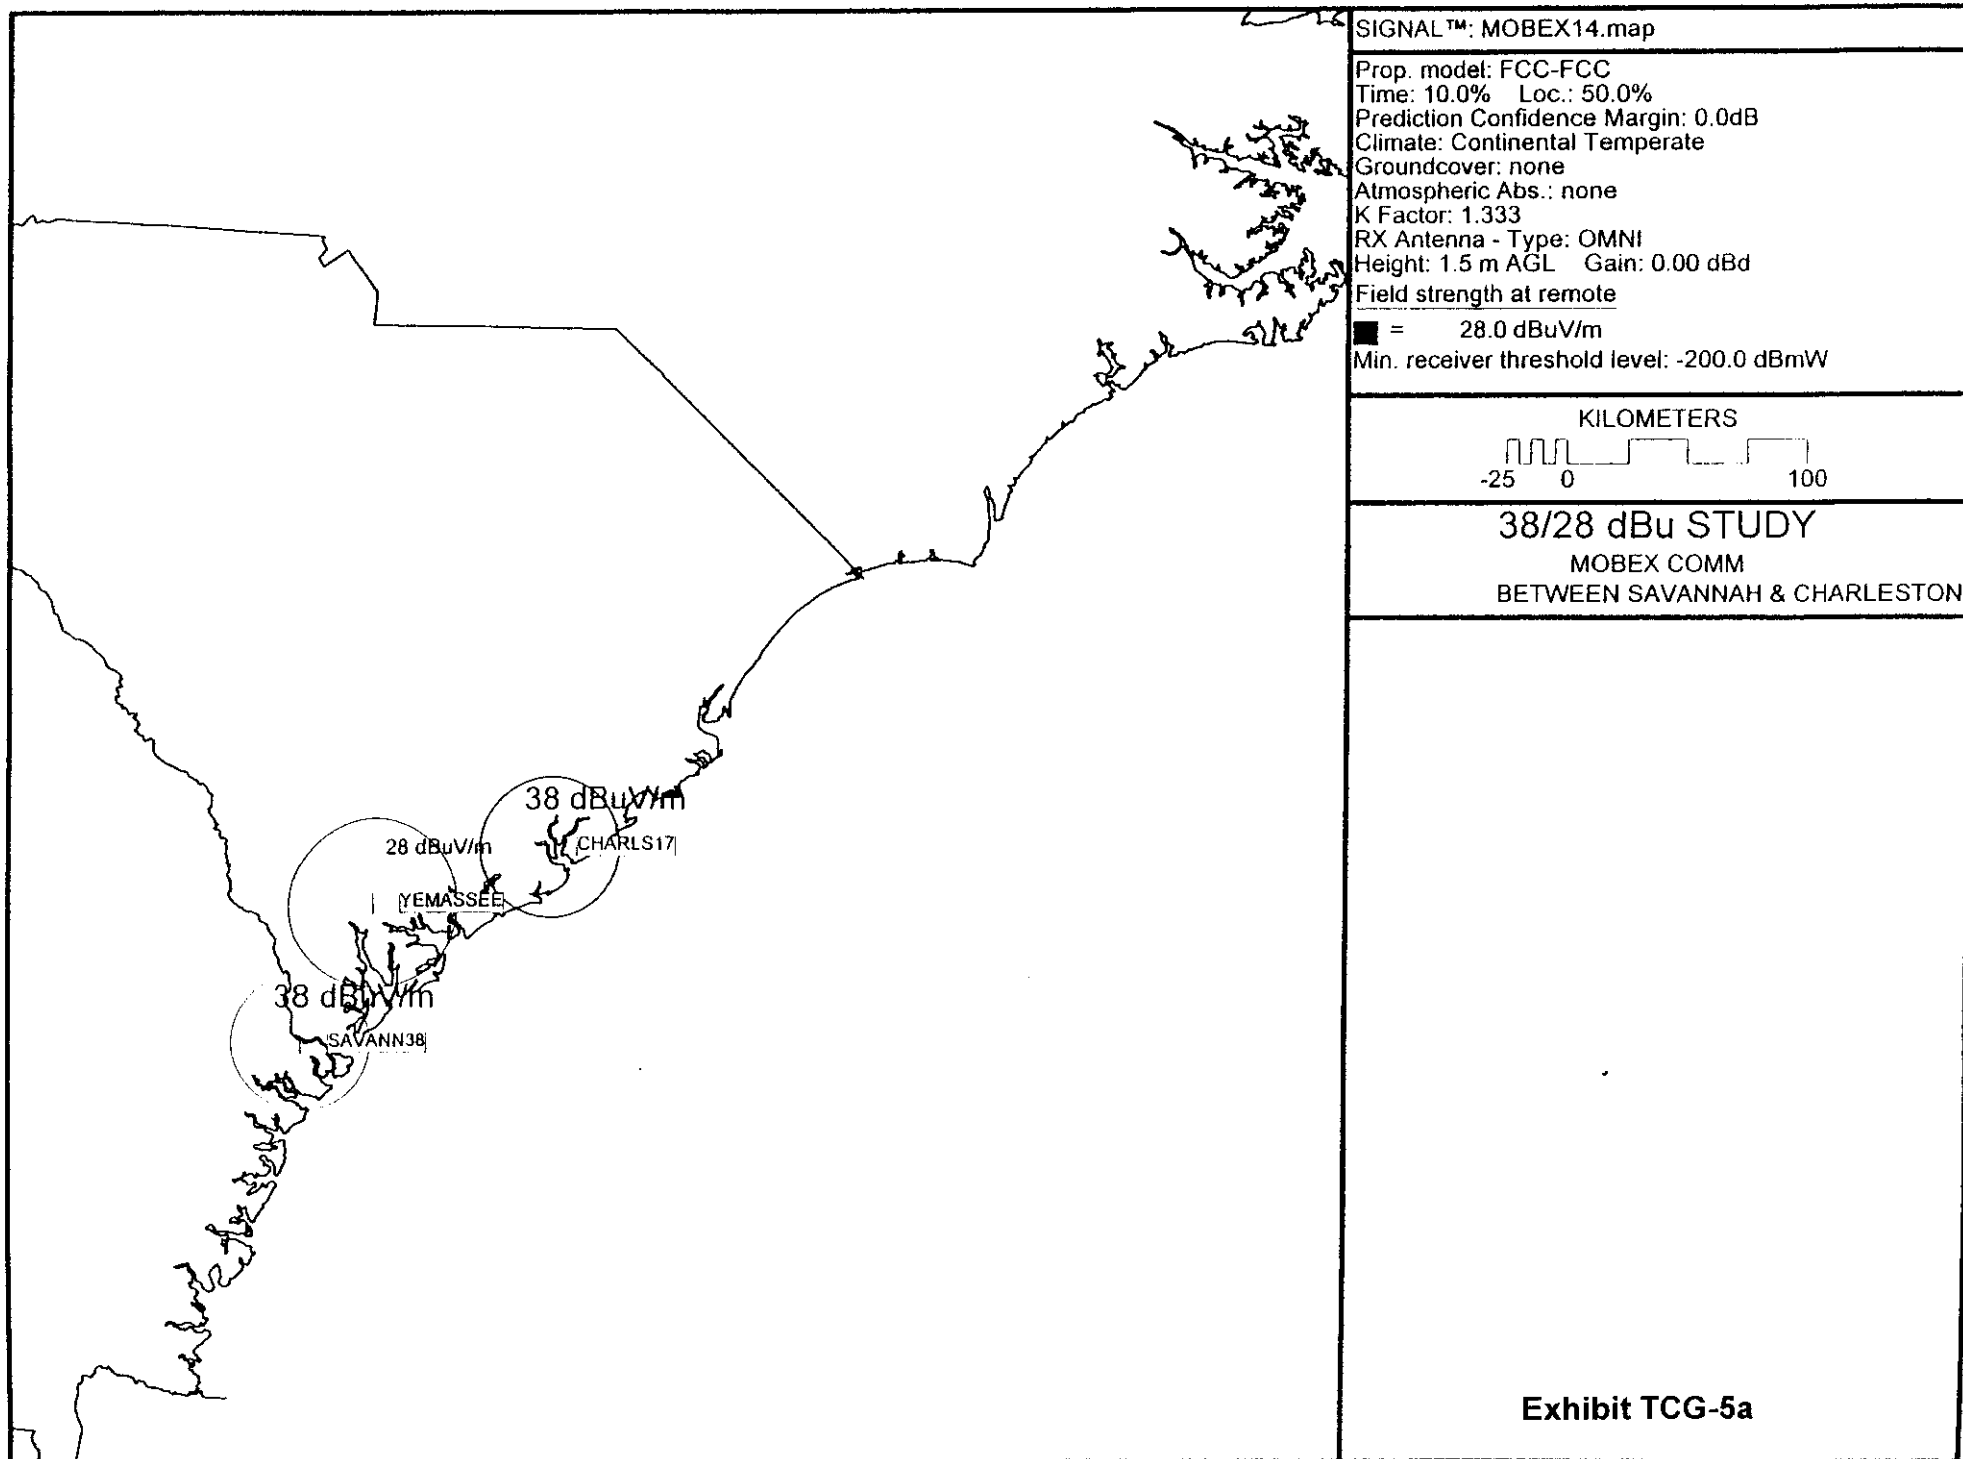 SIGNAL™: MOBEX14.map
Prop. model: FCC-FCC
Time: 10.0% Loc.: 50.0%
Prediction Confidence Margin: 0.0dB
Climate: Continental Temperate
Groundcover: none
Atmospheric Abs.: none
K Factor: 1.333
RX Antenna - Type: OMNI
Height: 1.5 m AGL Gain: 0.00 dBd
Field strength at remote
= 28.0 dBuV/m
Min. receiver threshold level: -200.0 dBmW
KILOMETERS
-25 0 100
38/28 dBu STUDY
MOBEX COMM
BETWEEN SAVANNAH & CHARLESTON
38 dBuV/m
CHARLS17
28 dBuV/m
YEMASSEE
38 dBuV/m
SAVANN38
Exhibit TCG-5a